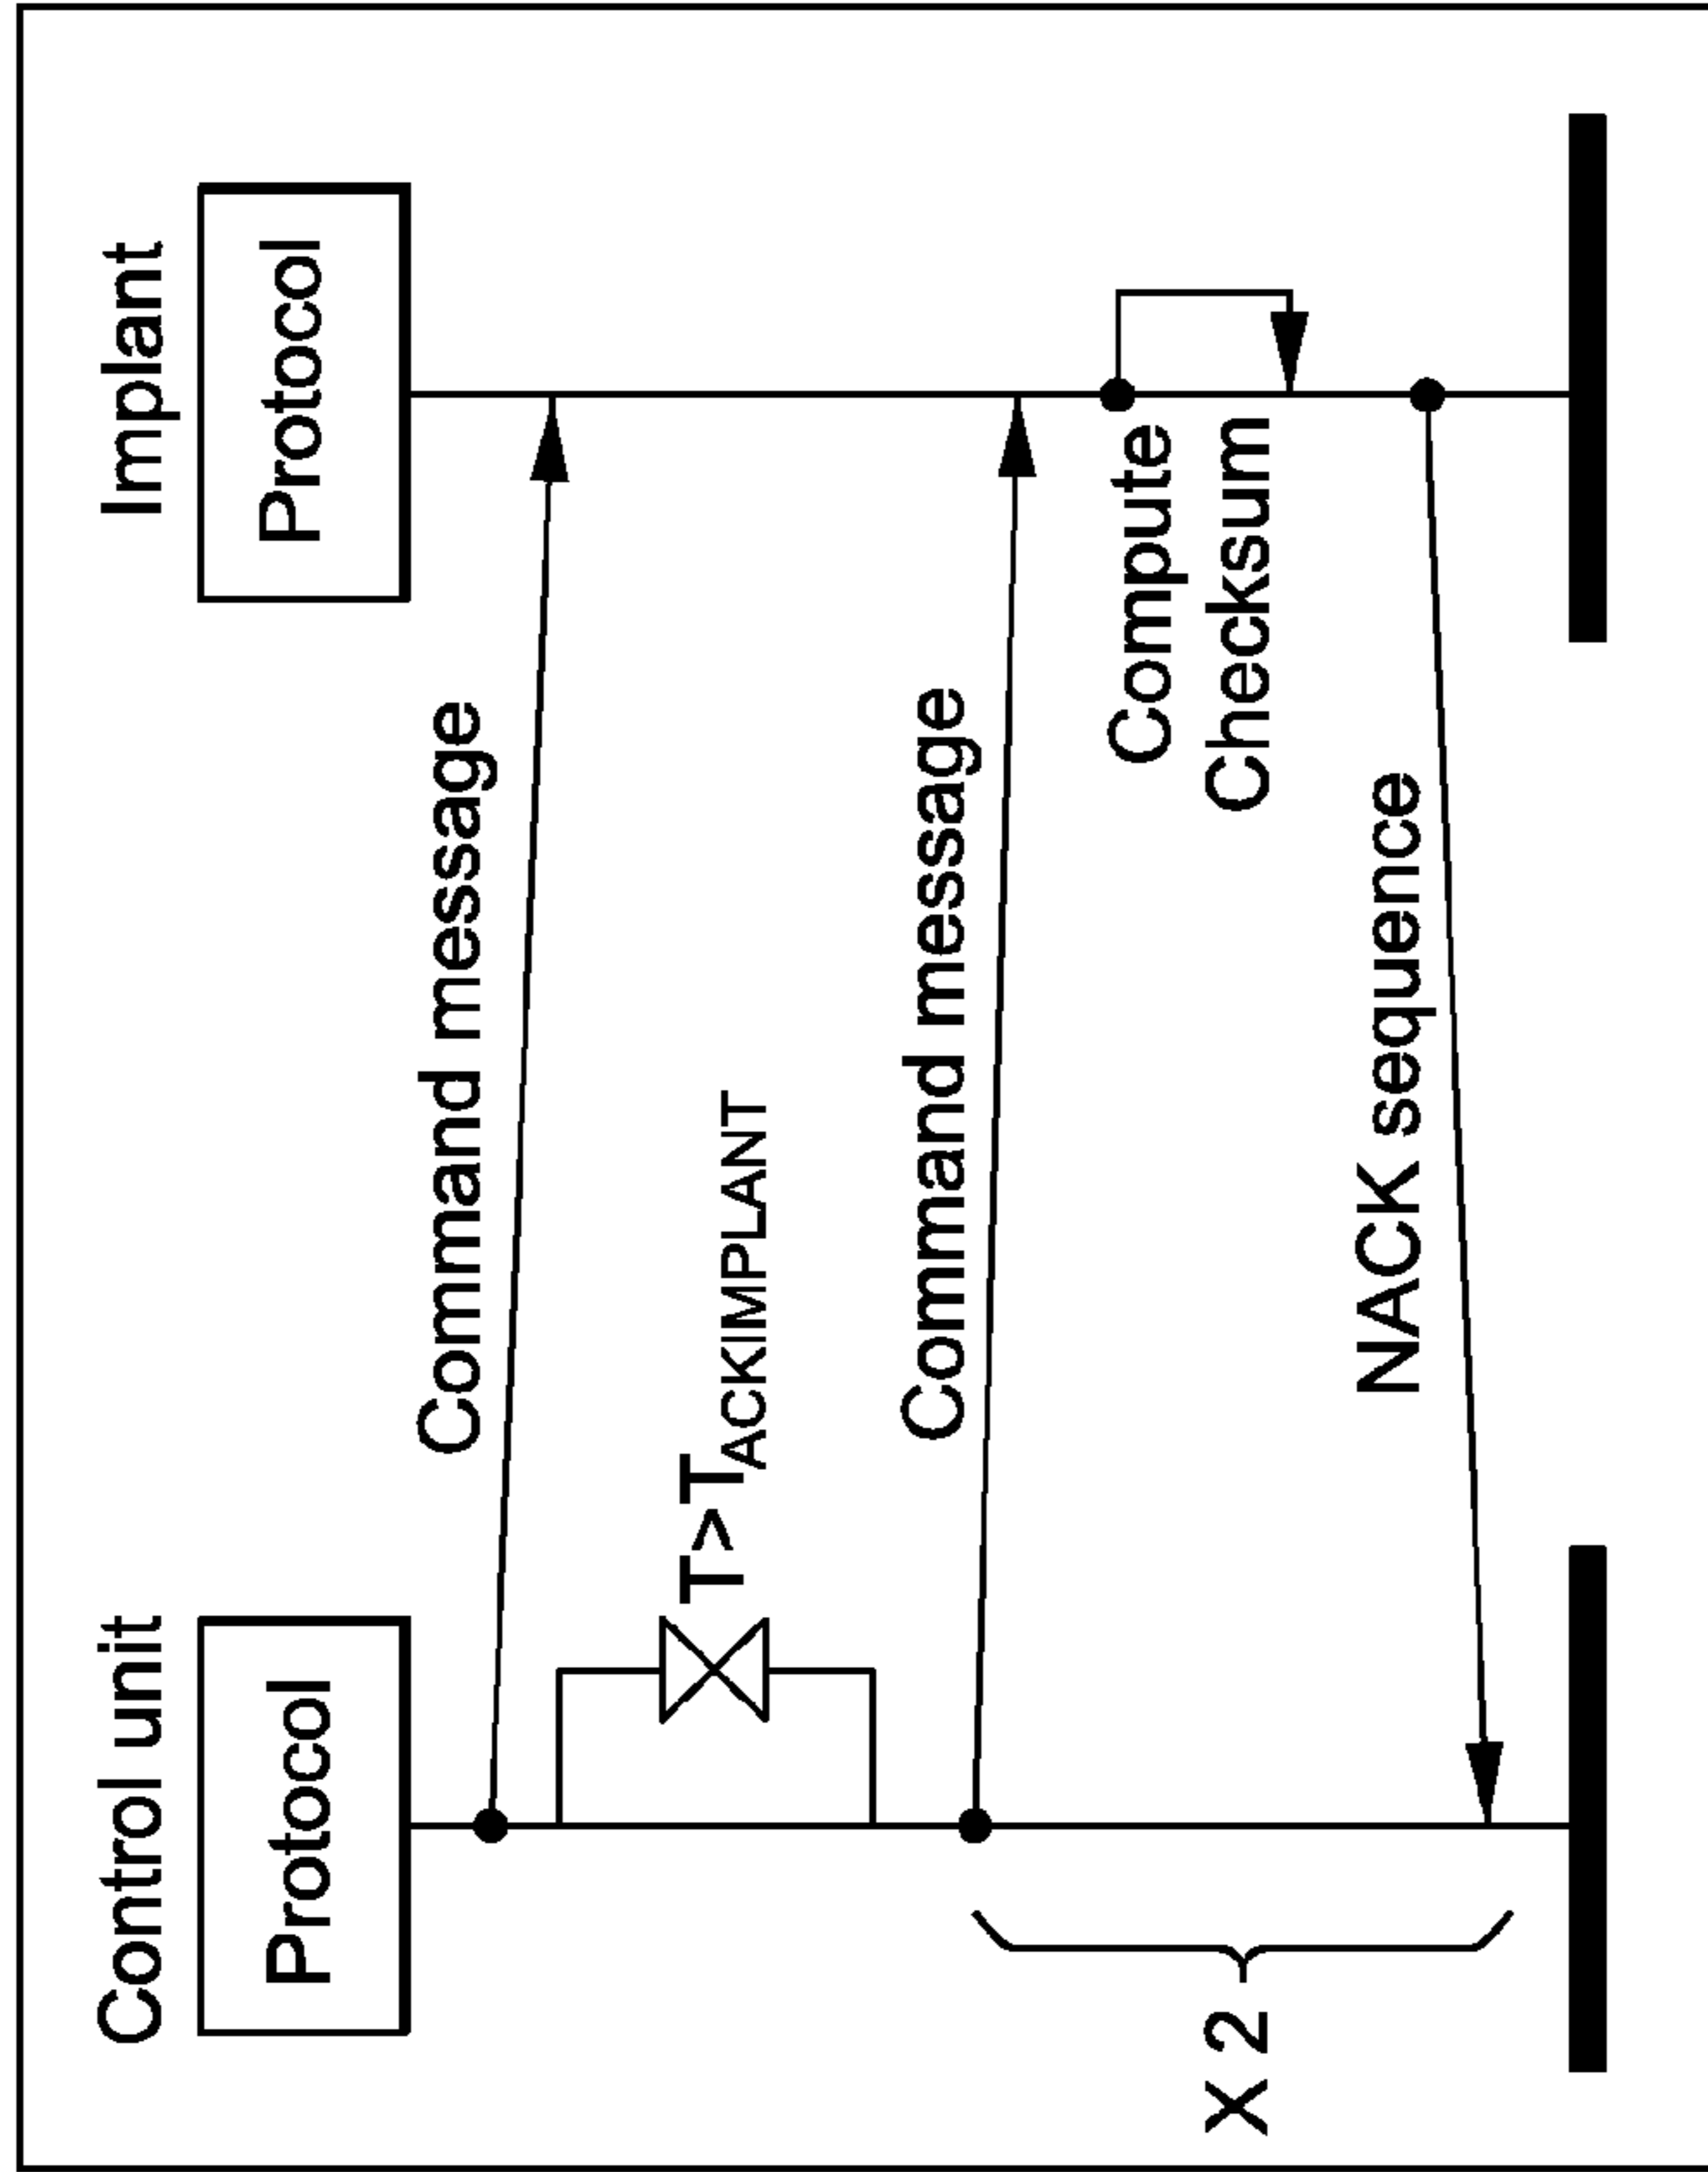 Control unit
Implant
Protocol
Protocol
Command message
T>TACKIMPLANT
Command message
Compute
Checksum
X 2
NACK sequence